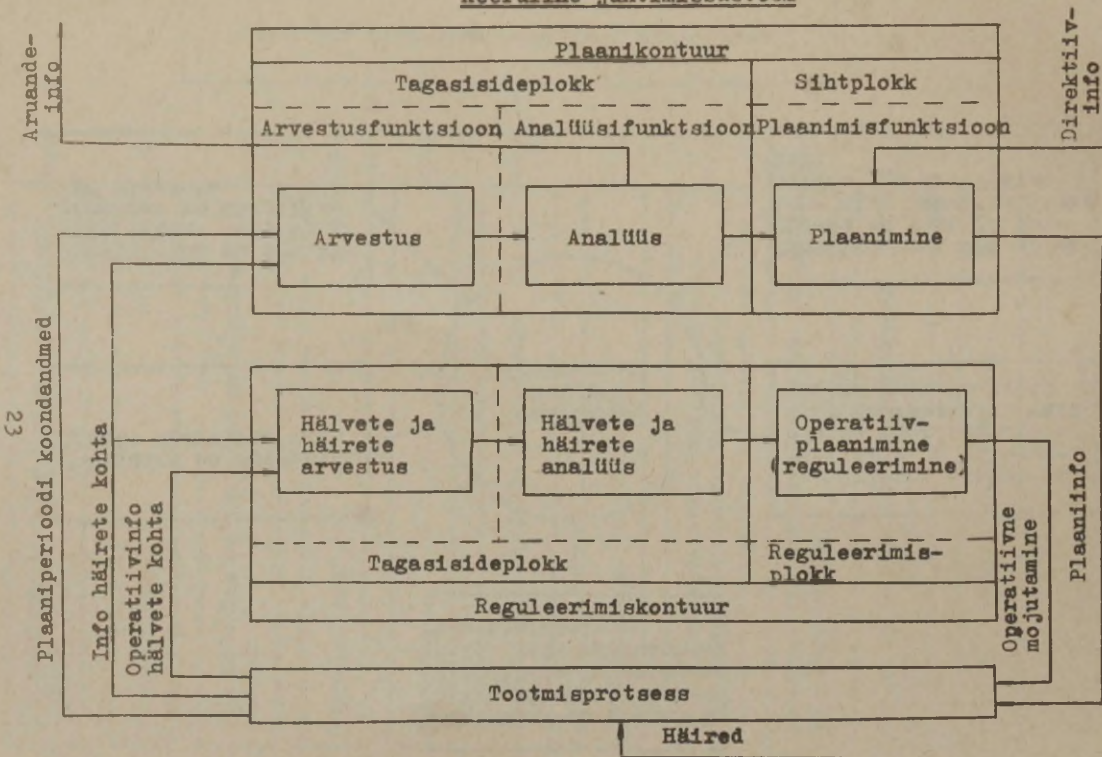 Plaanikontuur
Tagasisideplokk
Sihtplokk
Arvestusfunktsioon
Analüüsifunktsioon
Plaanimisfunktsioon
Arvestus
Analüüs
Plaanimine
Aruande-
info
Direktiiv-
info
Hälvete ja
häirete
arvestus
Hälvete ja
häirete
analüüs
Operatiiv-
plaanimine
(reguleerimine)
Tagasisideplokk
Reguleerimis-
plokk
Reguleerimiskontuur
Tootmisprotsess
Häired
Plaaniperioodi koondandmed
Info häirete kohta
Operatiivinfo
hälvete kohta
Operatiivne
mojutamine
Plaaniinfo
23